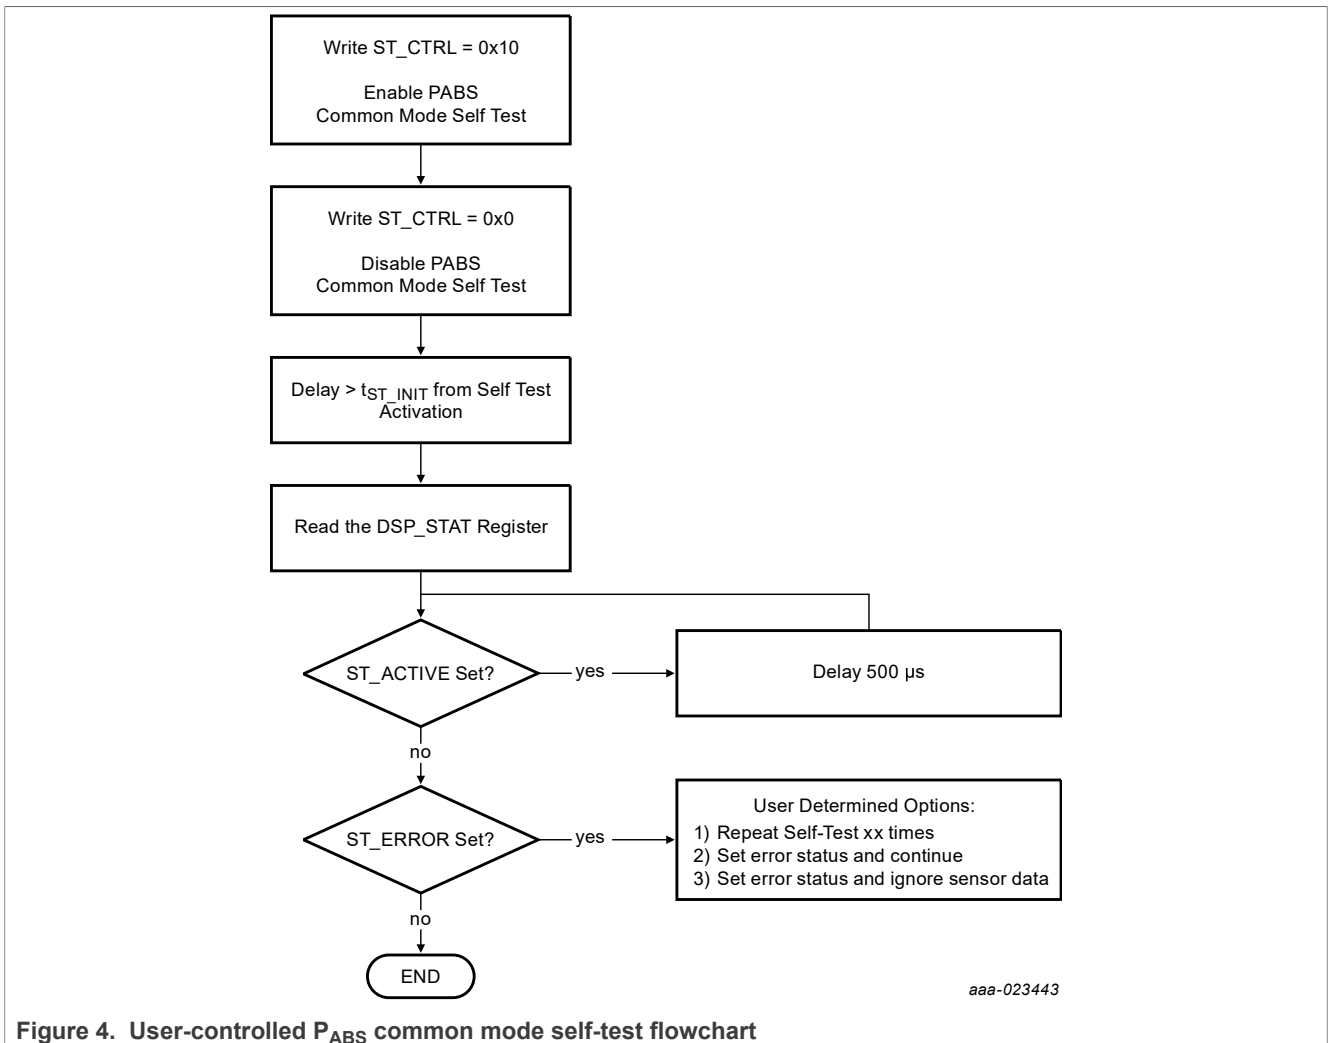 Write ST_CTRL = 0x10
Enable PABS
Common Mode Self Test
Write ST_CTRL = 0x0
Disable PABS
Common Mode Self Test
Delay > tST_INIT from Self Test
Activation
Read the DSP_STAT Register
ST_ACTIVE Set?
yes
Delay 500 µs
no
ST_ERROR Set?
yes
User Determined Options:
1) Repeat Self-Test xx times
2) Set error status and continue
3) Set error status and ignore sensor data
no
END
aaa-023443
Figure 4. User-controlled PABS common mode self-test flowchart